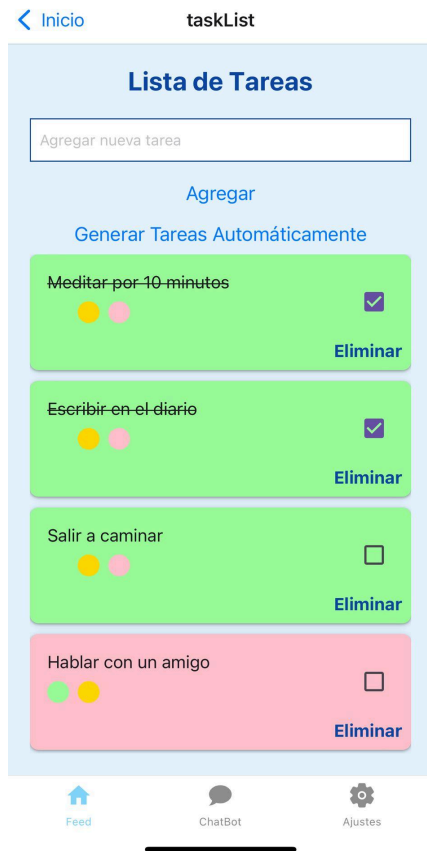 Inicio
taskList
Lista de Tareas
Agregar nueva tarea
Agregar
Generar Tareas Automáticamente
Meditar por 10 minutos
Eliminar
Escribir en el diario
Eliminar
Salir a caminar
Eliminar
Hablar con un amigo
Eliminar
Feed
ChatBot
Ajustes